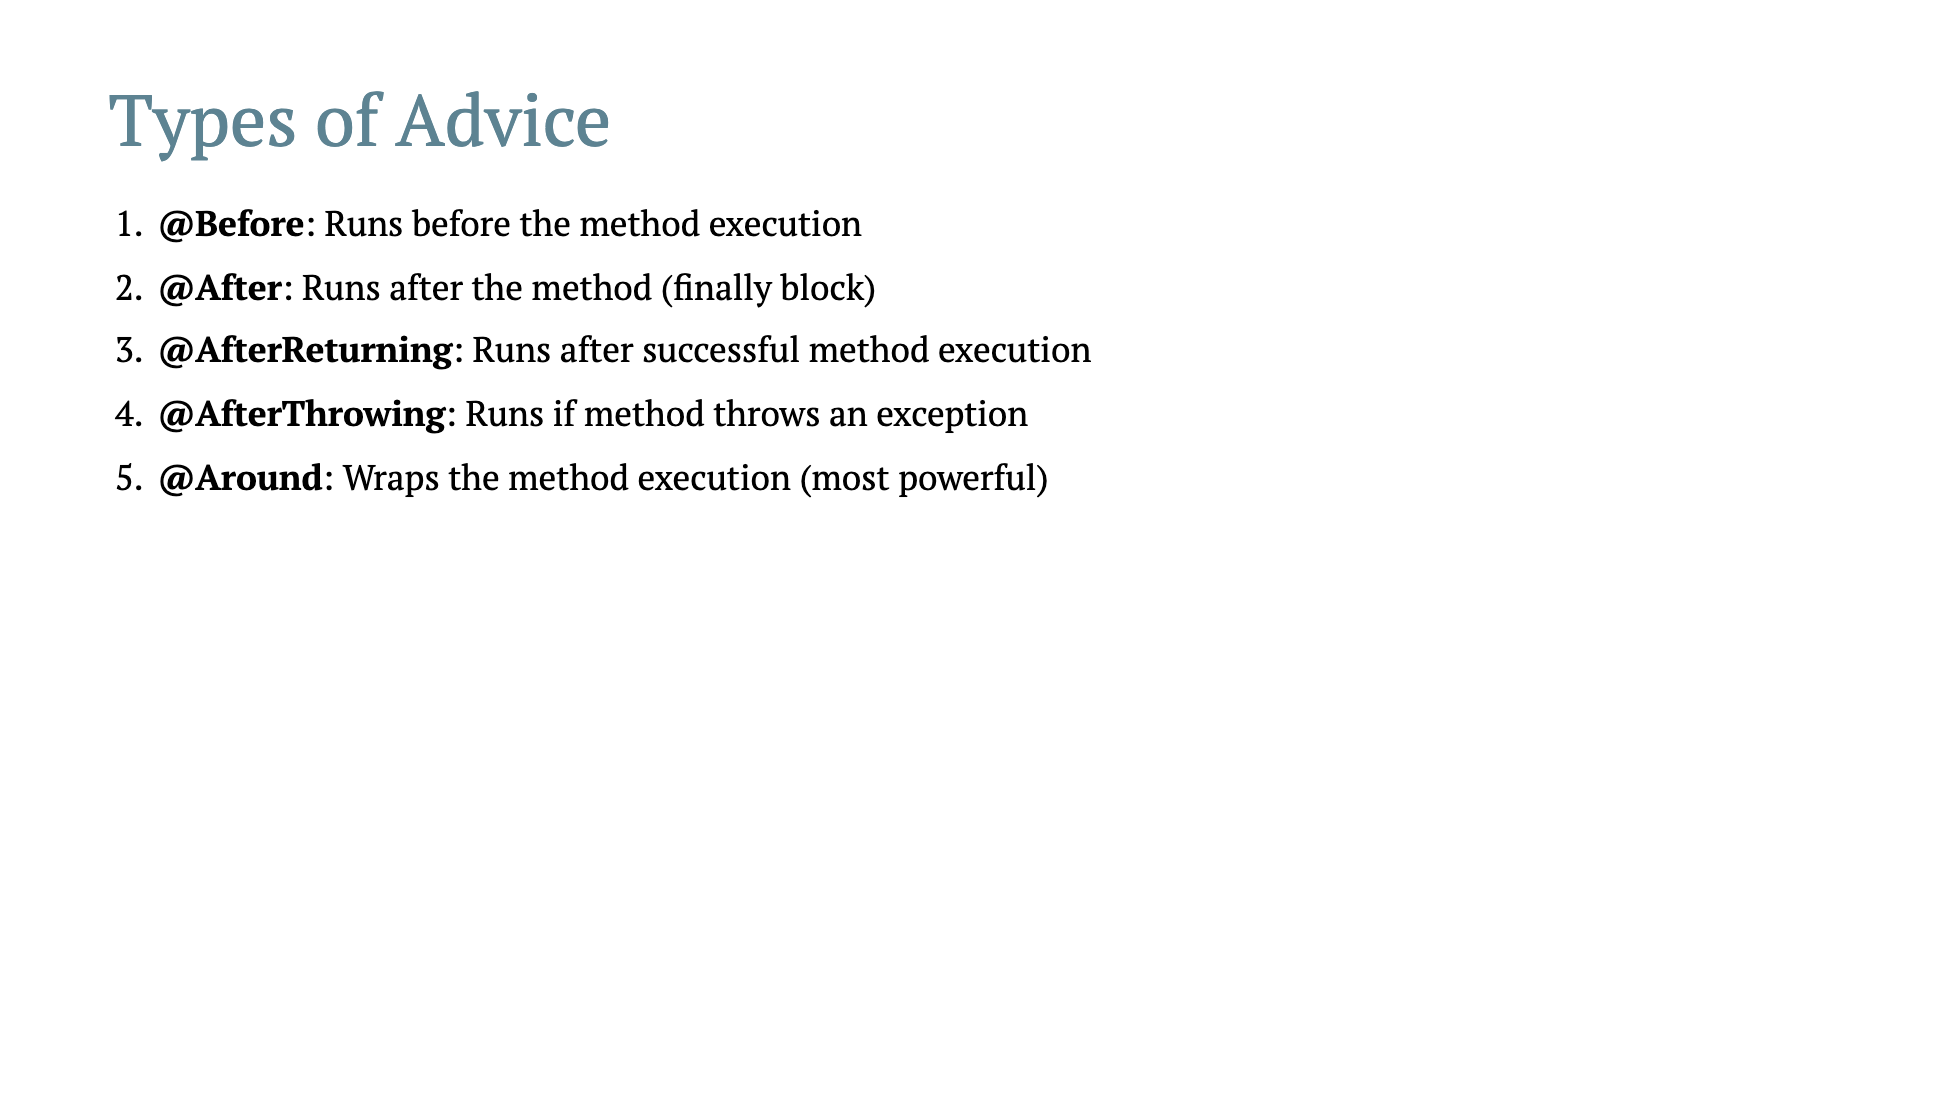 Types of Advice
1. @Before: Runs before the method execution
2. @After: Runs after the method (finally block)
3. @AfterReturning: Runs after successful method execution
4. @AfterThrowing: Runs if method throws an exception
5. @Around: Wraps the method execution (most powerful)